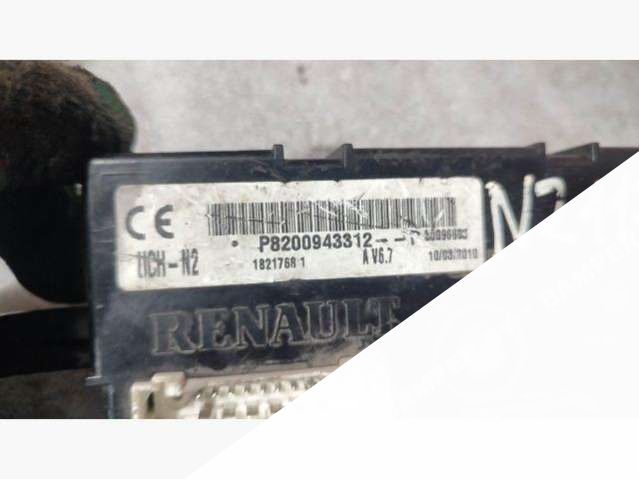 CE
P8200943312--
UCH-N2
1821768 1
A V6.7
10/03/2010
RENAULT
N2